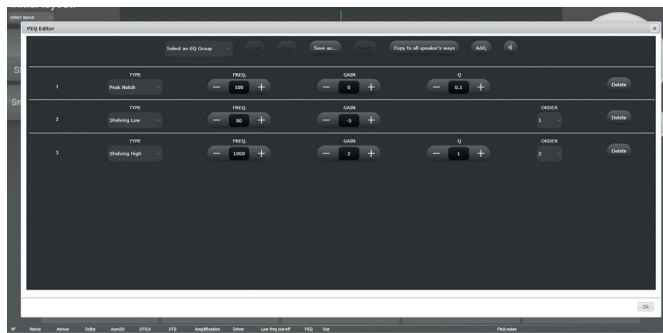 Select layout
PEQ Editor
Select an EQ Group Save as... Copy to all speaker's ways Add
TYPE FREQ. GAIN Q
1 Peak Notch — 100 + — 0 + — 0.1 + Delete
TYPE FREQ. GAIN ORDER
2 Shelving Low — 80 + — -5 + 1 Delete
TYPE FREQ. GAIN Q ORDER
3 Shelving High — 1000 + — 2 + — 1 + 2 Delete
Ok
N° Name Atmos Dolby Auro3D DTS:X DTS Amplification Driver Low freq cut-off PEQ Out Pink noise